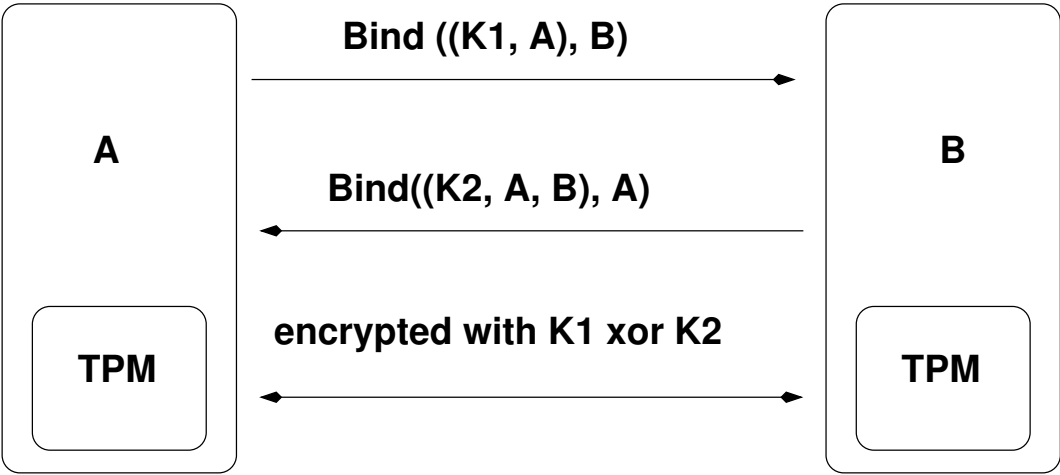 Bind ((K1, A), B)
A
B
Bind((K2, A, B), A)
encrypted with K1 xor K2
TPM
TPM